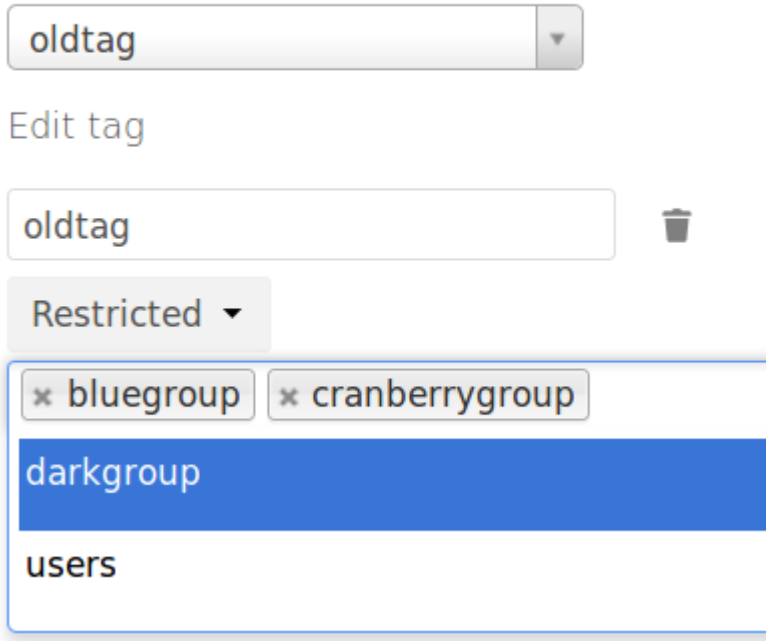 oldtag
Edit tag
oldtag
Restricted
bluegroup cranberrygroup
darkgroup
users